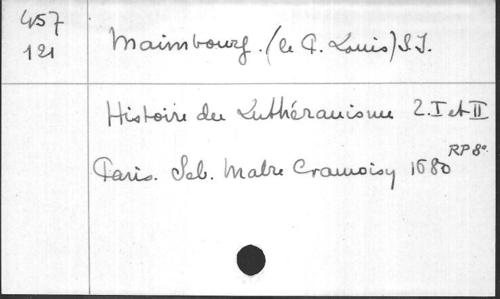 457
121
Maimbourg. (le P. Louis) S.J.
Histoire du Luthéranisme 2. I et II
Paris. Seb. Mabre Cramoisy 1680
RP 8°.